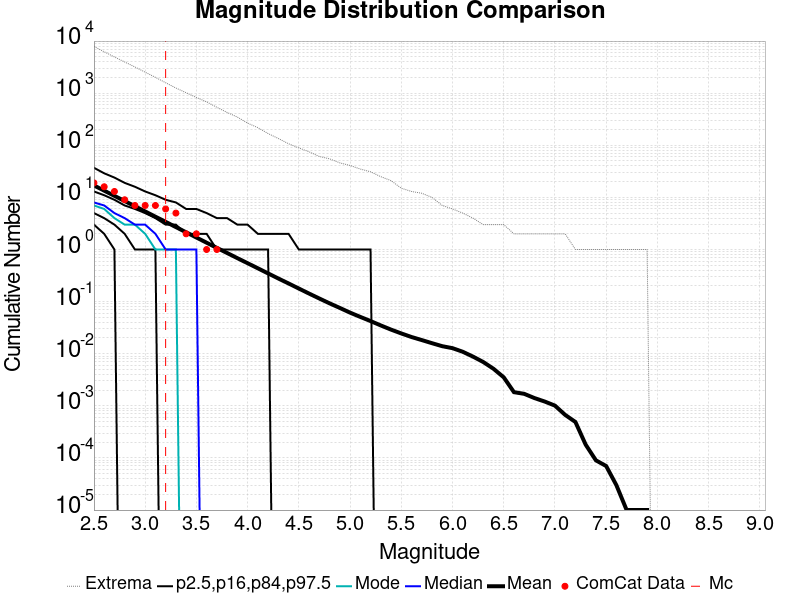 Magnitude Distribution Comparison
10^4
10^3
10^2
10^1
10^0
10^-1
10^-2
10^-3
10^-4
10^-5
Cumulative Number
2.5 3.0 3.5 4.0 4.5 5.0 5.5 6.0 6.5 7.0 7.5 8.0 8.5 9.0
Magnitude
Extrema p2.5,p16,p84,p97.5 Mode Median Mean ComCat Data Mc